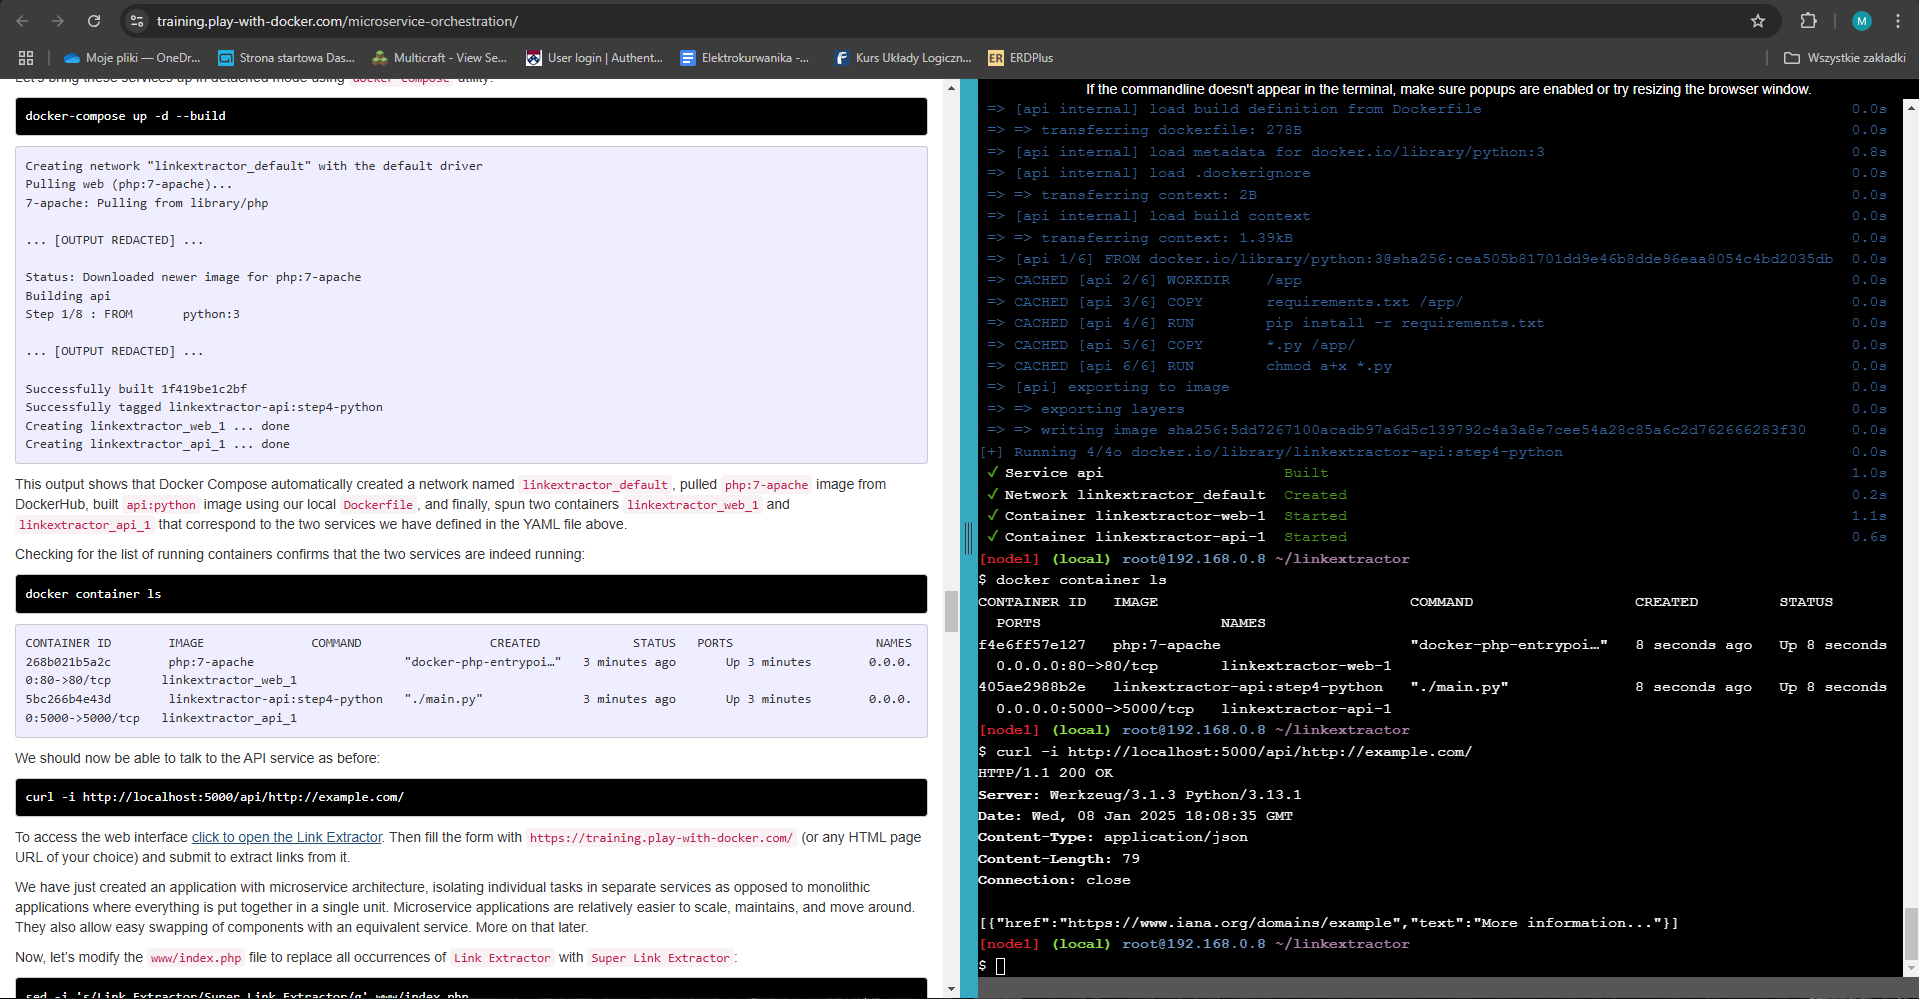 training.play-with-docker.com/microservice-orchestration/
M
Moje pliki — OneDr...
Strona startowa Das...
Multicraft - View Se...
User login | Authent...
Elektrokurwanika -...
Kurs Układy Logiczn...
ER ERDPlus
Wszystkie zakładki
Let's bring these services up in detached mode using docker-compose utility:
docker-compose up -d --build
Creating network "linkextractor_default" with the default driver
Pulling web (php:7-apache)...
7-apache: Pulling from library/php
... [OUTPUT REDACTED] ...
Status: Downloaded newer image for php:7-apache
Building api
Step 1/8 : FROM       python:3
... [OUTPUT REDACTED] ...
Successfully built 1f419be1c2bf
Successfully tagged linkextractor-api:step4-python
Creating linkextractor_web_1 ... done
Creating linkextractor_api_1 ... done
This output shows that Docker Compose automatically created a network named linkextractor_default , pulled php:7-apache image from
DockerHub, built api:python image using our local Dockerfile , and finally, spun two containers linkextractor_web_1 and
linkextractor_api_1 that correspond to the two services we have defined in the YAML file above.
Checking for the list of running containers confirms that the two services are indeed running:
docker container ls
CONTAINER ID        IMAGE               COMMAND                  CREATED             STATUS   PORTS                    NAMES
268b021b5a2c        php:7-apache                     "docker-php-entrypoi…"   3 minutes ago       Up 3 minutes        0.0.0.
0:80->80/tcp       linkextractor_web_1
5bc266b4e43d        linkextractor-api:step4-python   "./main.py"              3 minutes ago       Up 3 minutes        0.0.0.
0:5000->5000/tcp   linkextractor_api_1
We should now be able to talk to the API service as before:
curl -i http://localhost:5000/api/http://example.com/
To access the web interface click to open the Link Extractor. Then fill the form with https://training.play-with-docker.com/ (or any HTML page
URL of your choice) and submit to extract links from it.
We have just created an application with microservice architecture, isolating individual tasks in separate services as opposed to monolithic
applications where everything is put together in a single unit. Microservice applications are relatively easier to scale, maintains, and move around.
They also allow easy swapping of components with an equivalent service. More on that later.
Now, let's modify the www/index.php file to replace all occurrences of Link Extractor with Super Link Extractor :
sed -i 's/Link Extractor/Super Link Extractor/g' www/index.php
If the commandline doesn't appear in the terminal, make sure popups are enabled or try resizing the browser window.
=> [api internal] load build definition from Dockerfile 0.0s
=> => transferring dockerfile: 278B 0.0s
=> [api internal] load metadata for docker.io/library/python:3 0.8s
=> [api internal] load .dockerignore 0.0s
=> => transferring context: 2B 0.0s
=> [api internal] load build context 0.0s
=> => transferring context: 1.39kB 0.0s
=> [api 1/6] FROM docker.io/library/python:3@sha256:cea505b81701dd9e46b8dde96eaa8054c4bd2035db 0.0s
=> CACHED [api 2/6] WORKDIR    /app 0.0s
=> CACHED [api 3/6] COPY       requirements.txt /app/ 0.0s
=> CACHED [api 4/6] RUN        pip install -r requirements.txt 0.0s
=> CACHED [api 5/6] COPY       *.py /app/ 0.0s
=> CACHED [api 6/6] RUN        chmod a+x *.py 0.0s
=> [api] exporting to image 0.0s
=> => exporting layers 0.0s
=> => writing image sha256:5dd7267100acadb97a6d5c139792c4a3a8e7cee54a28c85a6c2d762666283f30 0.0s
[+] Running 4/4o docker.io/library/linkextractor-api:step4-python 0.0s
✓ Service api                    Built 1.0s
✓ Network linkextractor_default  Created 0.2s
✓ Container linkextractor-web-1  Started 1.1s
✓ Container linkextractor-api-1  Started 0.6s
[node1] (local) root@192.168.0.8 ~/linkextractor
$ docker container ls
CONTAINER ID   IMAGE                            COMMAND                  CREATED         STATUS
PORTS                    NAMES
f4e6ff57e127   php:7-apache                     "docker-php-entrypoi…"   8 seconds ago   Up 8 seconds
0.0.0.0:80->80/tcp       linkextractor-web-1
405ae2988b2e   linkextractor-api:step4-python   "./main.py"              8 seconds ago   Up 8 seconds
0.0.0.0:5000->5000/tcp   linkextractor-api-1
[node1] (local) root@192.168.0.8 ~/linkextractor
$ curl -i http://localhost:5000/api/http://example.com/
HTTP/1.1 200 OK
Server: Werkzeug/3.1.3 Python/3.13.1
Date: Wed, 08 Jan 2025 18:08:35 GMT
Content-Type: application/json
Content-Length: 79
Connection: close
[{"href":"https://www.iana.org/domains/example","text":"More information..."}]
[node1] (local) root@192.168.0.8 ~/linkextractor
$